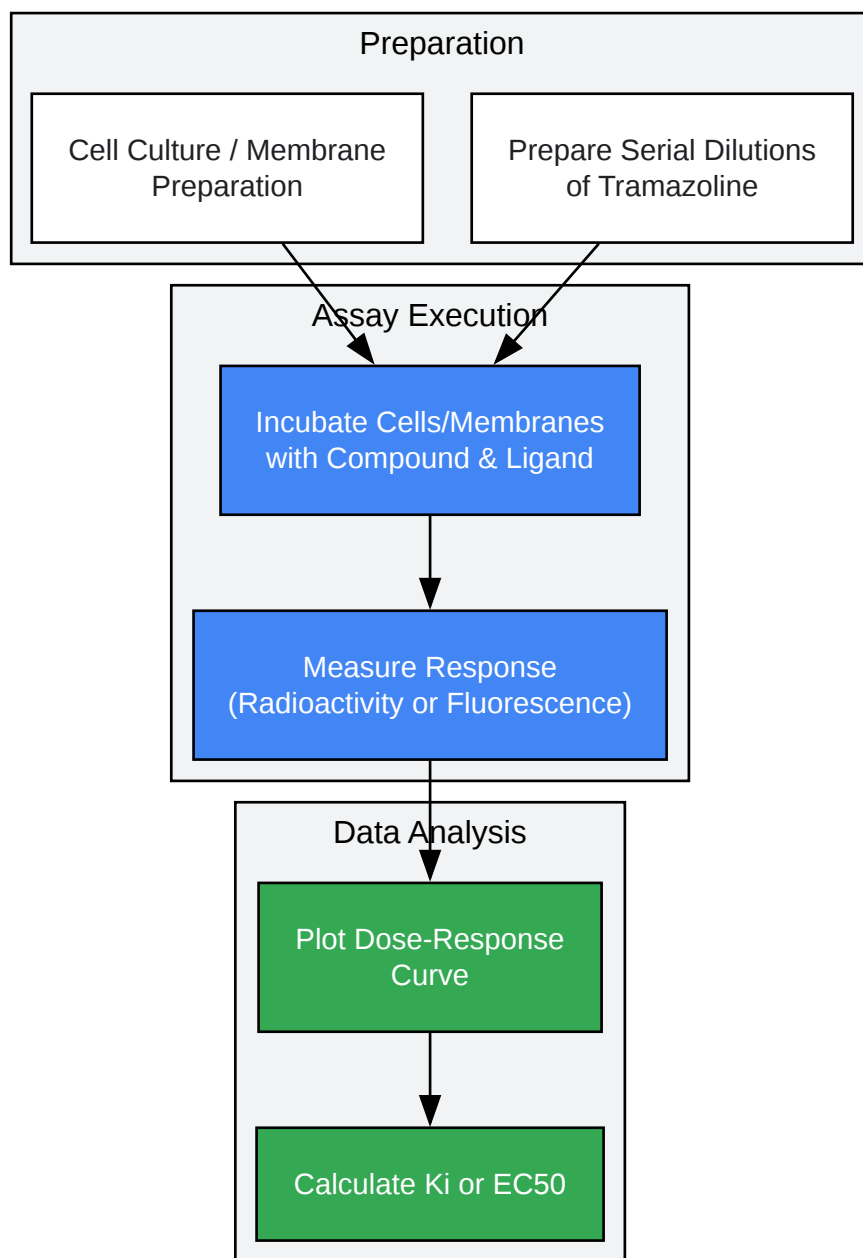 Preparation
Cell Culture / Membrane
Preparation
Prepare Serial Dilutions
of Tramazoline
Assay Execution
Incubate Cells/Membranes
with Compound & Ligand
Measure Response
(Radioactivity or Fluorescence)
Data Analysis
Plot Dose-Response
Curve
Calculate Ki or EC50